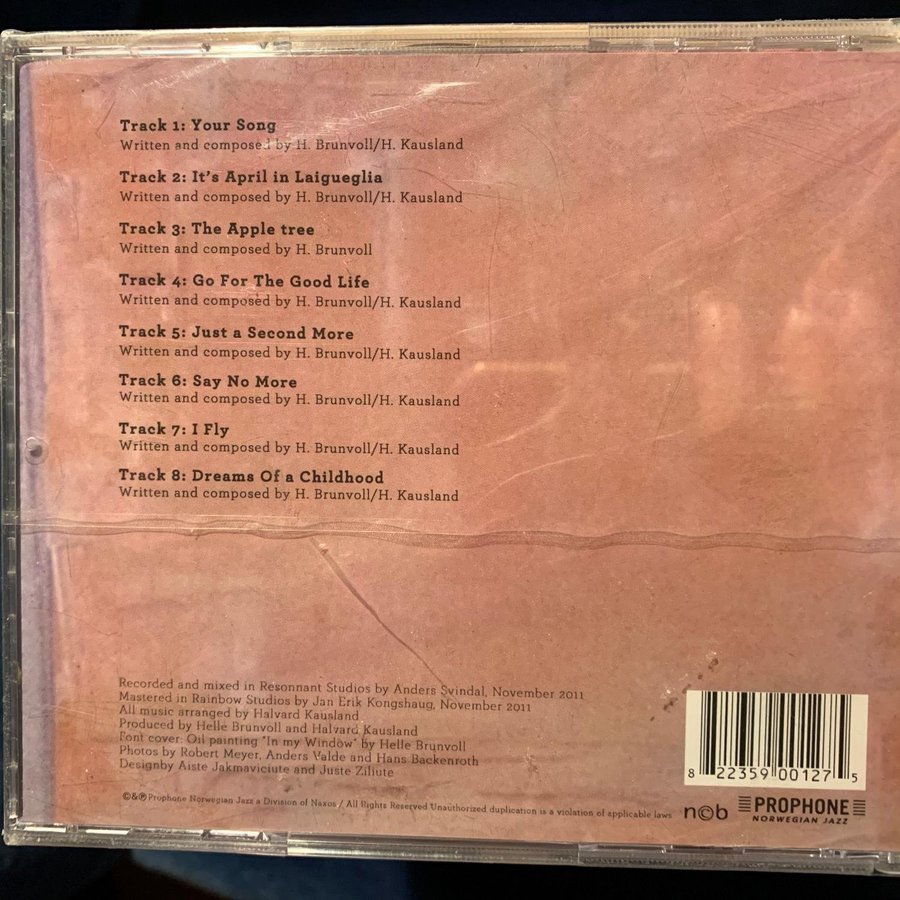 Track 1: Your Song
Written and composed by H. Brunvoll/H. Kausland
Track 2: It's April in Laigueglia
Written and composed by H. Brunvoll/H. Kausland
Track 3: The Apple tree
Written and composed by H. Brunvoll
Track 4: Go For The Good Life
Written and composed by H. Brunvoll/H. Kausland
Track 5: Just a Second More
Written and composed by H. Brunvoll/H. Kausland
Track 6: Say No More
Written and composed by H. Brunvoll/H. Kausland
Track 7: I Fly
Written and composed by H. Brunvoll/H. Kausland
Track 8: Dreams Of a Childhood
Written and composed by H. Brunvoll/H. Kausland
Recorded and mixed in Resonnant Studios by Anders Svindal, November 2011
Mastered in Rainbow Studios by Jan Erik Kongshaug, November 2011
All music arranged by Halvard Kausland
Produced by Helle Brunvoll and Halvard Kausland
Font cover: Oil painting "In my Window" by Helle Brunvoll
Photos by Robert Meyer, Anders Valde and Hans Backenroth
Designby Aiste Jakmaviciute and Juste Ziliute
©&℗ Prophone Norwegian Jazz a Division of Naxos / All Rights Reserved Unauthorized duplication is a violation of applicable laws
n©b
PROPHONE
NORWEGIAN JAZZ
8 22359 00127 5